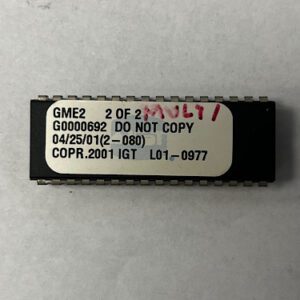 GME2 2 OF 2 MULTI
G0000692 DO NOT COPY
04/25/01(2-080)
COPR.2001 IGT L01-0977